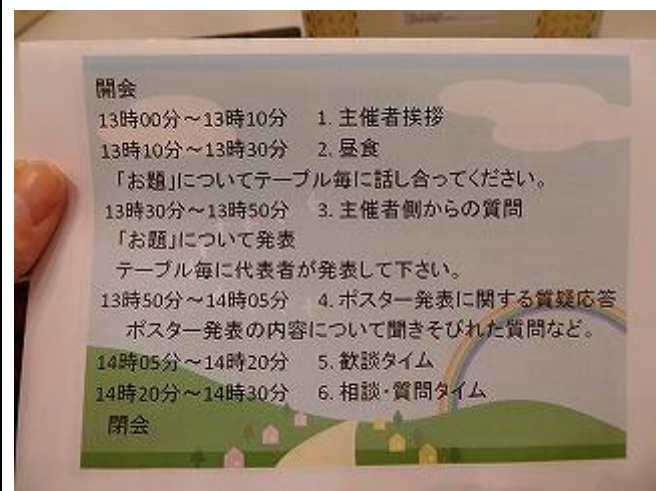 開会
13時00分～13時10分 1. 主催者挨拶
13時10分～13時30分 2. 昼食
「お題」についてテーブル毎に話し合ってください。
13時30分～13時50分 3. 主催者側からの質問
「お題」について発表
テーブル毎に代表者が発表して下さい。
13時50分～14時05分 4. ポスター発表に関する質疑応答
ポスター発表の内容について聞きそびれた質問など。
14時05分～14時20分 5. 歓談タイム
14時20分～14時30分 6. 相談・質問タイム
閉会